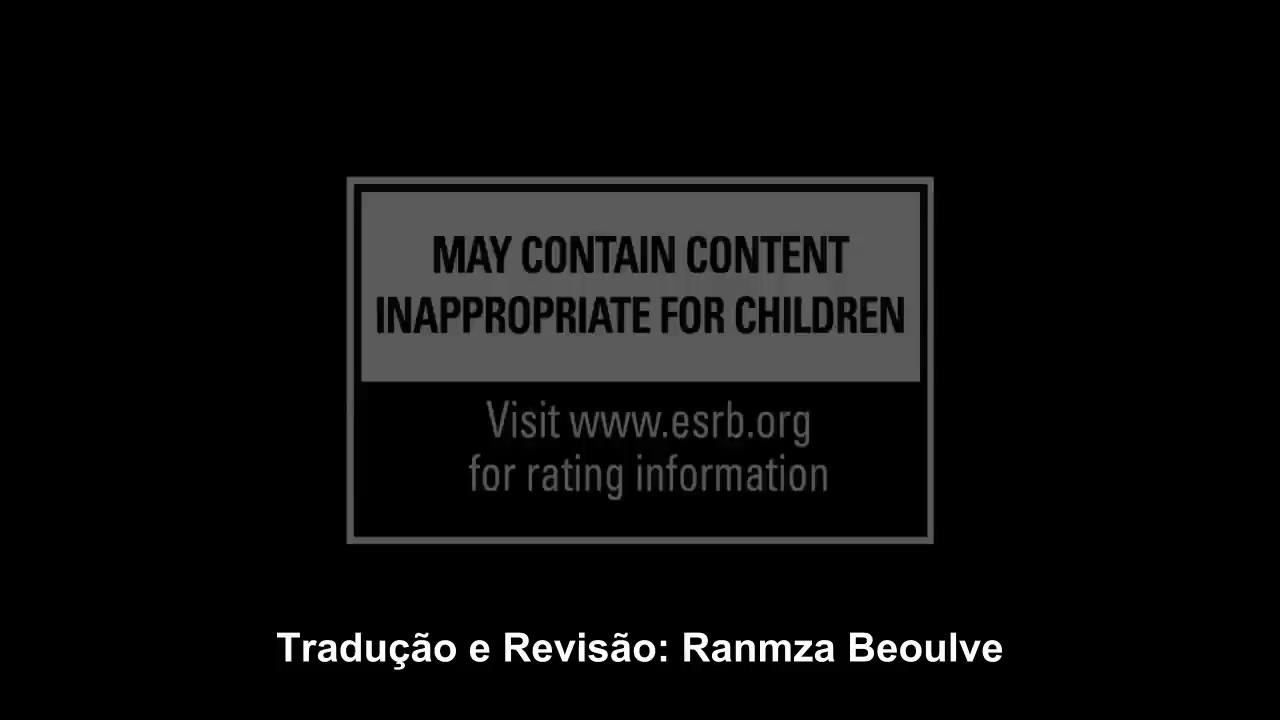 MAY CONTAIN CONTENT
INAPPROPRIATE FOR CHILDREN
Visit www.esrb.org
for rating information
Tradução e Revisão: Ranmza Beoulve